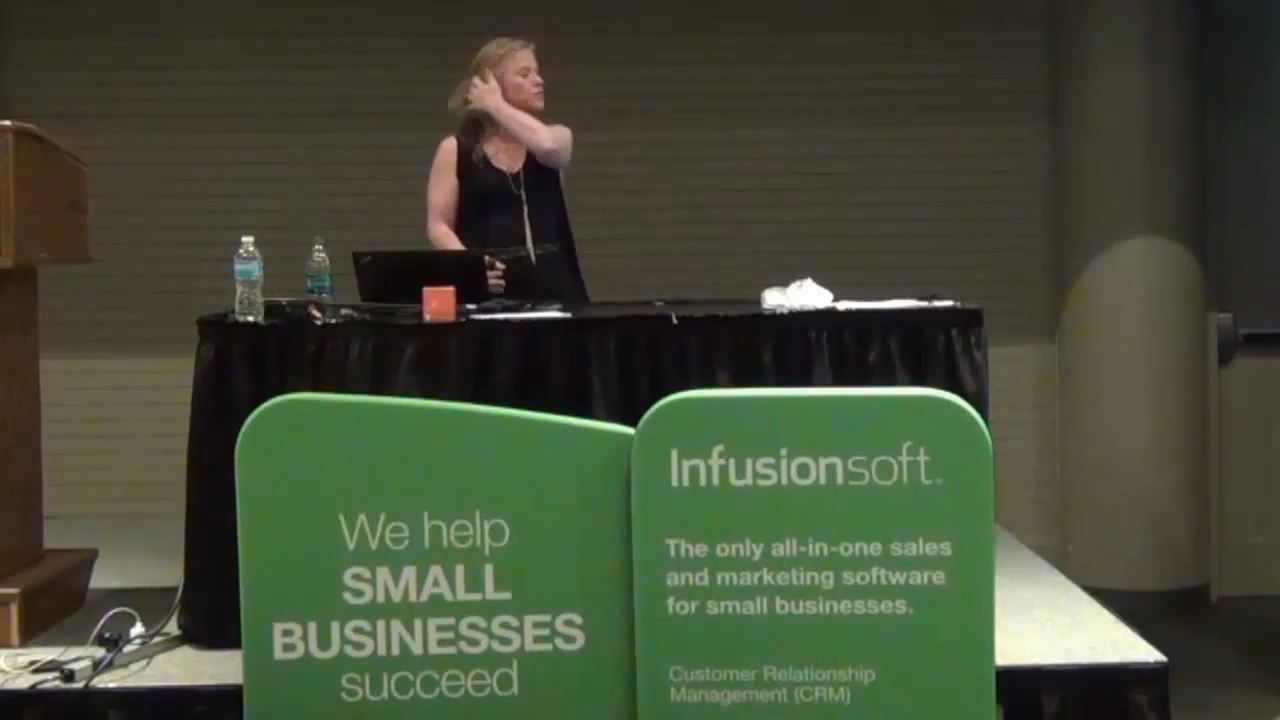 We help
SMALL
BUSINESSES
succeed
Infusionsoft.
The only all-in-one sales
and marketing software
for small businesses.
Customer Relationship
Management (CRM)